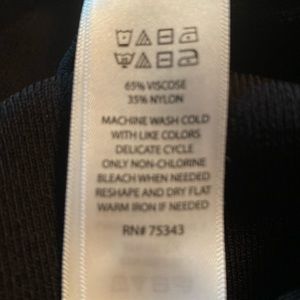 65% VISCOSE
35% NYLON
MACHINE WASH COLD
WITH LIKE COLORS
DELICATE CYCLE
ONLY NON-CHLORINE
BLEACH WHEN NEEDED
RESHAPE AND DRY FLAT
WARM IRON IF NEEDED
RN# 75343